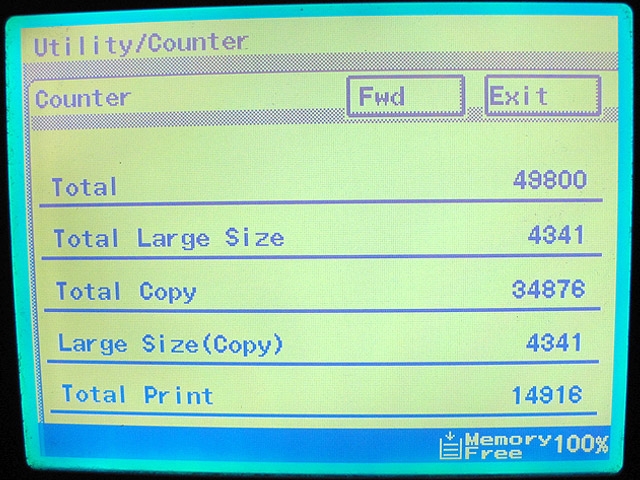 Utility/Counter
Counter Fwd Exit
Total 49800
Total Large Size 4341
Total Copy 34876
Large Size(Copy) 4341
Total Print 14916
Memory Free 100%